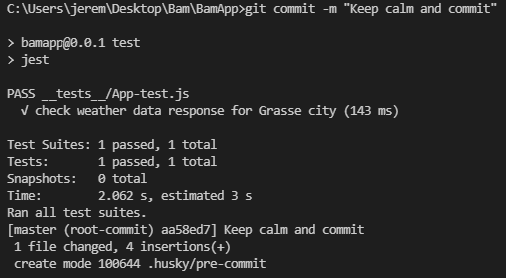 C:\Users\jerem\Desktop\Bam\BamApp>git commit -m "Keep calm and commit"
> bamapp@0.0.1 test
> jest
PASS __tests__/App-test.js
√ check weather data response for Grasse city (143 ms)
Test Suites: 1 passed, 1 total
Tests:       1 passed, 1 total
Snapshots:   0 total
Time:        2.062 s, estimated 3 s
Ran all test suites.
[master (root-commit) aa58ed7] Keep calm and commit
1 file changed, 4 insertions(+)
create mode 100644 .husky/pre-commit